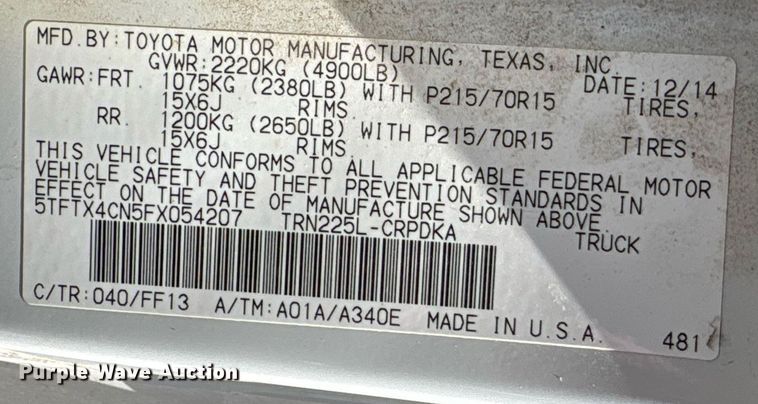 MFD.BY:TOYOTA MOTOR MANUFACTURING, TEXAS, INC.
GVWR:2220KG (4900LB) DATE:12/14
GAWR:FRT. 1075KG (2380LB) WITH P215/70R15 TIRES,
15X6J RIMS
RR. 1200KG (2650LB) WITH P215/70R15 TIRES,
15X6J RIMS
THIS VEHICLE CONFORMS TO ALL APPLICABLE FEDERAL MOTOR
VEHICLE SAFETY AND THEFT PREVENTION STANDARDS IN
EFFECT ON THE DATE OF MANUFACTURE SHOWN ABOVE.
5TFTX4CN5FX054207 TRN225L-CRPDKA TRUCK
C/TR:040/FF13 A/TM:A01A/A340E MADE IN U.S.A. 481
Purple Wave Auction